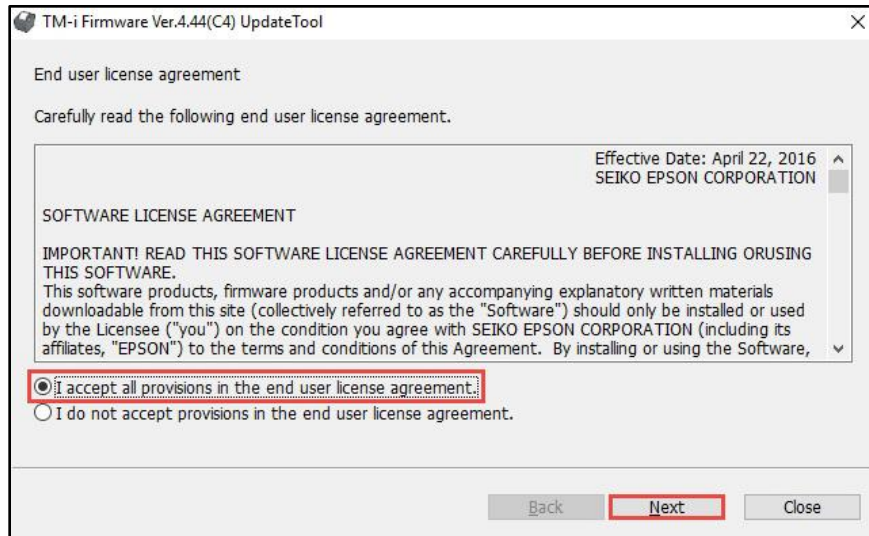 TM-i Firmware Ver.4.44(C4) UpdateTool
End user license agreement
Carefully read the following end user license agreement.
Effective Date: April 22, 2016
SEIKO EPSON CORPORATION
SOFTWARE LICENSE AGREEMENT
IMPORTANT! READ THIS SOFTWARE LICENSE AGREEMENT CAREFULLY BEFORE INSTALLING ORUSING
THIS SOFTWARE.
This software products, firmware products and/or any accompanying explanatory written materials
downloadable from this site (collectively referred to as the "Software") should only be installed or used
by the Licensee ("you") on the condition you agree with SEIKO EPSON CORPORATION (including its
affiliates, "EPSON") to the terms and conditions of this Agreement.  By installing or using the Software,
I accept all provisions in the end user license agreement.
I do not accept provisions in the end user license agreement.
Back Next Close